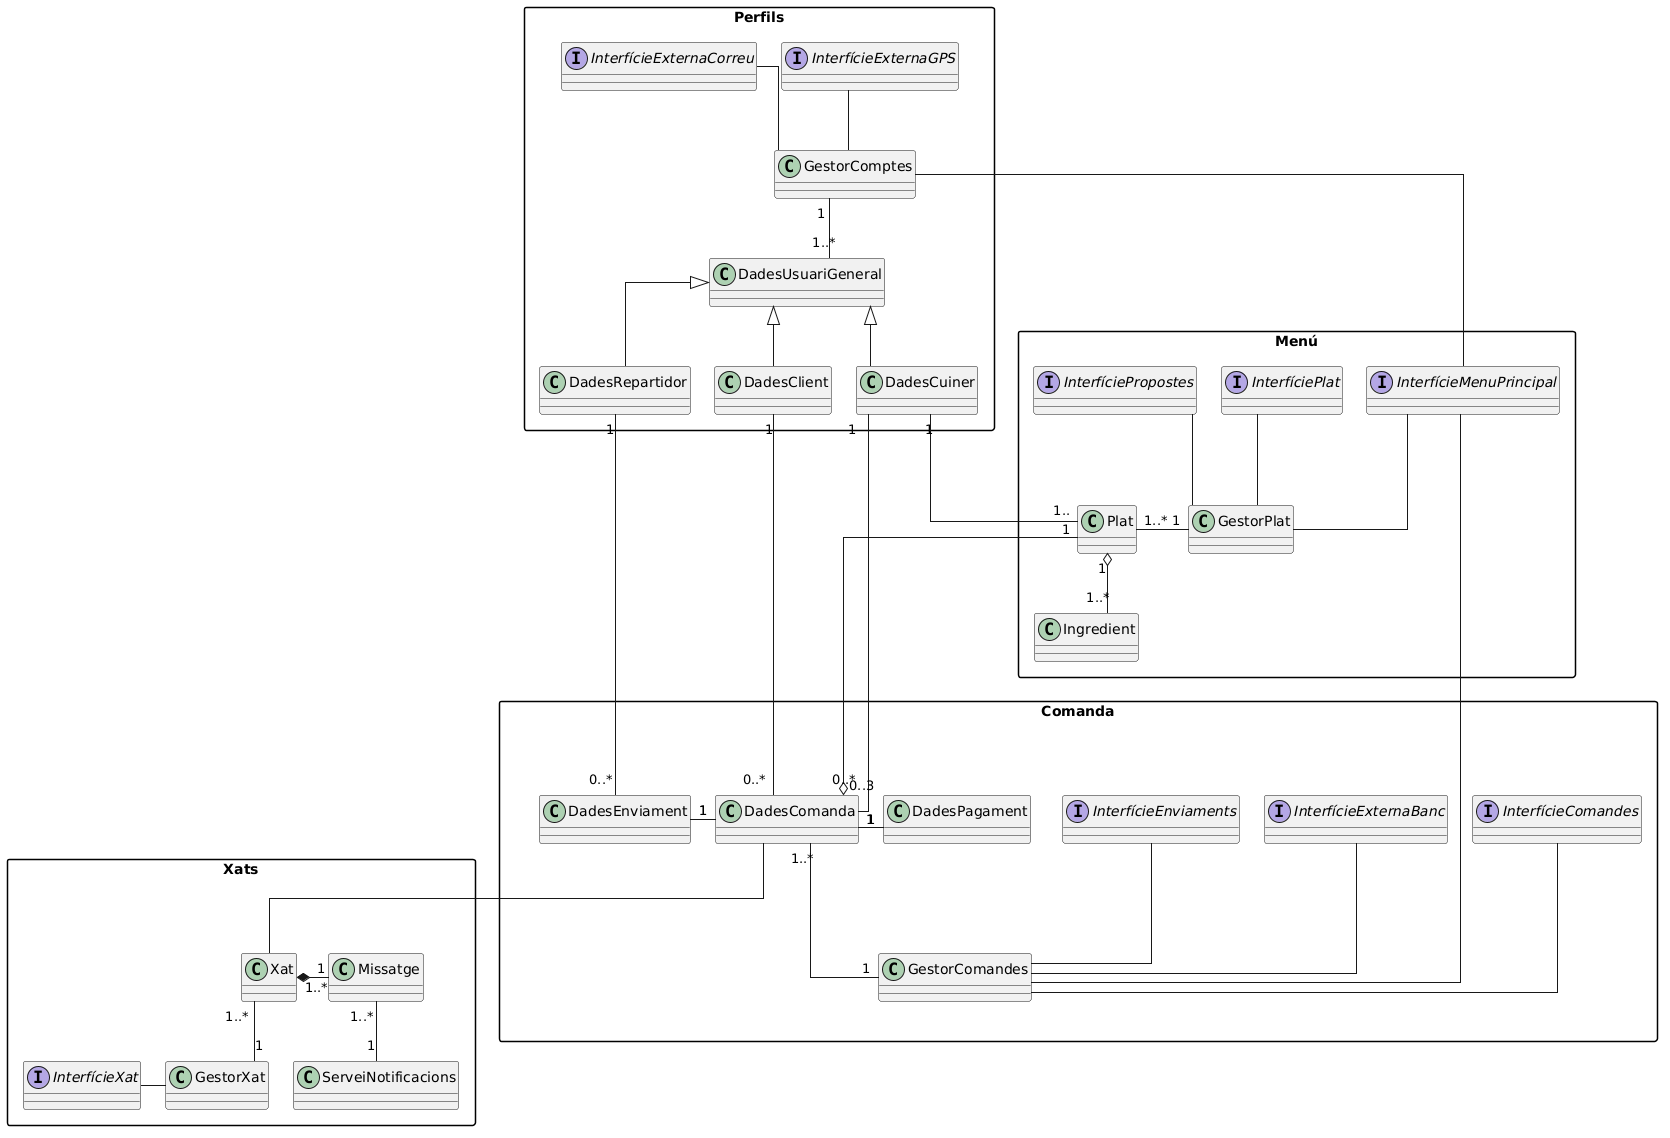 Perfils
I InterfícieExternaCorreu
I InterfícieExternaGPS
C GestorComptes
1
1..*
C DadesUsuariGeneral
Menú
C DadesRepartidor
C DadesClient
C DadesCuiner
I InterfíciePropostes
I InterfíciePlat
I InterfícieMenuPrincipal
1
1
1
1
1..
C Plat
1..*
1
C GestorPlat
1
1
1..*
C Ingredient
Comanda
0..*
0..*
0..*
0..3
C DadesEnviament
1
C DadesComanda
1
C DadesPagament
I InterfícieEnviaments
I InterfícieExternaBanc
I InterfícieComandes
1..*
Xats
C Xat
1
1..*
C Missatge
1
C GestorComandes
1..*
1
1..*
1
I InterfícieXat
C GestorXat
C ServeiNotificacions